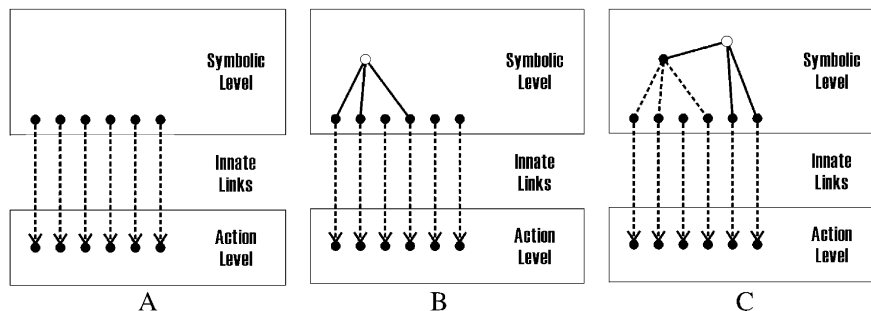 Symbolic
Level
Innate
Links
Action
Level
A
Symbolic
Level
Innate
Links
Action
Level
B
Symbolic
Level
Innate
Links
Action
Level
C